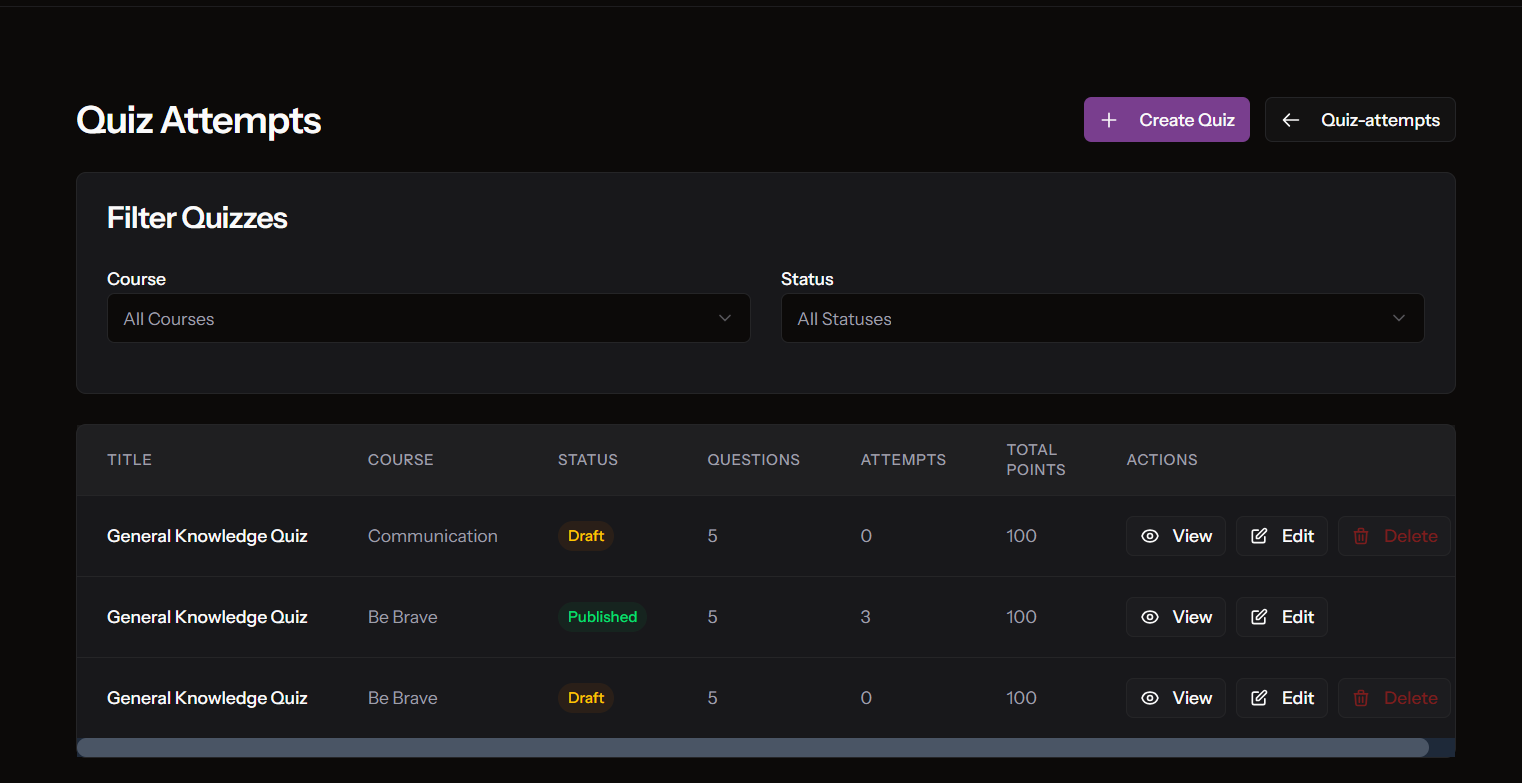 Quiz Attempts
Create Quiz
Quiz-attempts
Filter Quizzes
Course
Status
All Courses
All Statuses
TITLE COURSE STATUS QUESTIONS ATTEMPTS TOTAL POINTS ACTIONS
General Knowledge Quiz Communication Draft 5 0 100 View Edit Delete
General Knowledge Quiz Be Brave Published 5 3 100 View Edit
General Knowledge Quiz Be Brave Draft 5 0 100 View Edit Delete